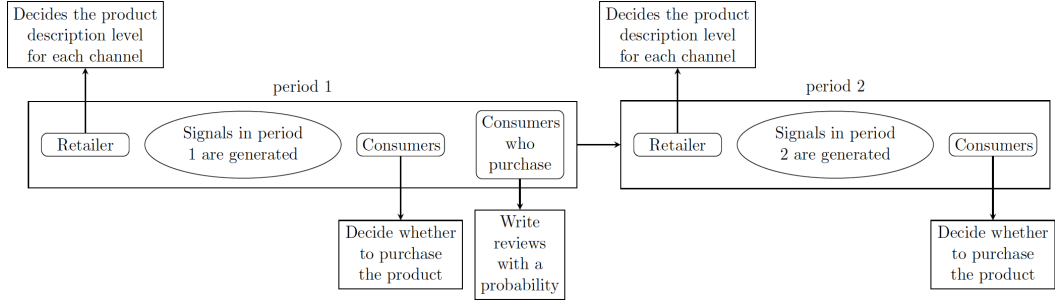 Decides the product
description level
for each channel
period 1
Retailer
Signals in period
1 are generated
Consumers
Consumers
who
purchase
Decide whether
to purchase
the product
Write
reviews
with a
probability
Decides the product
description level
for each channel
period 2
Retailer
Signals in period
2 are generated
Consumers
Decide whether
to purchase
the product